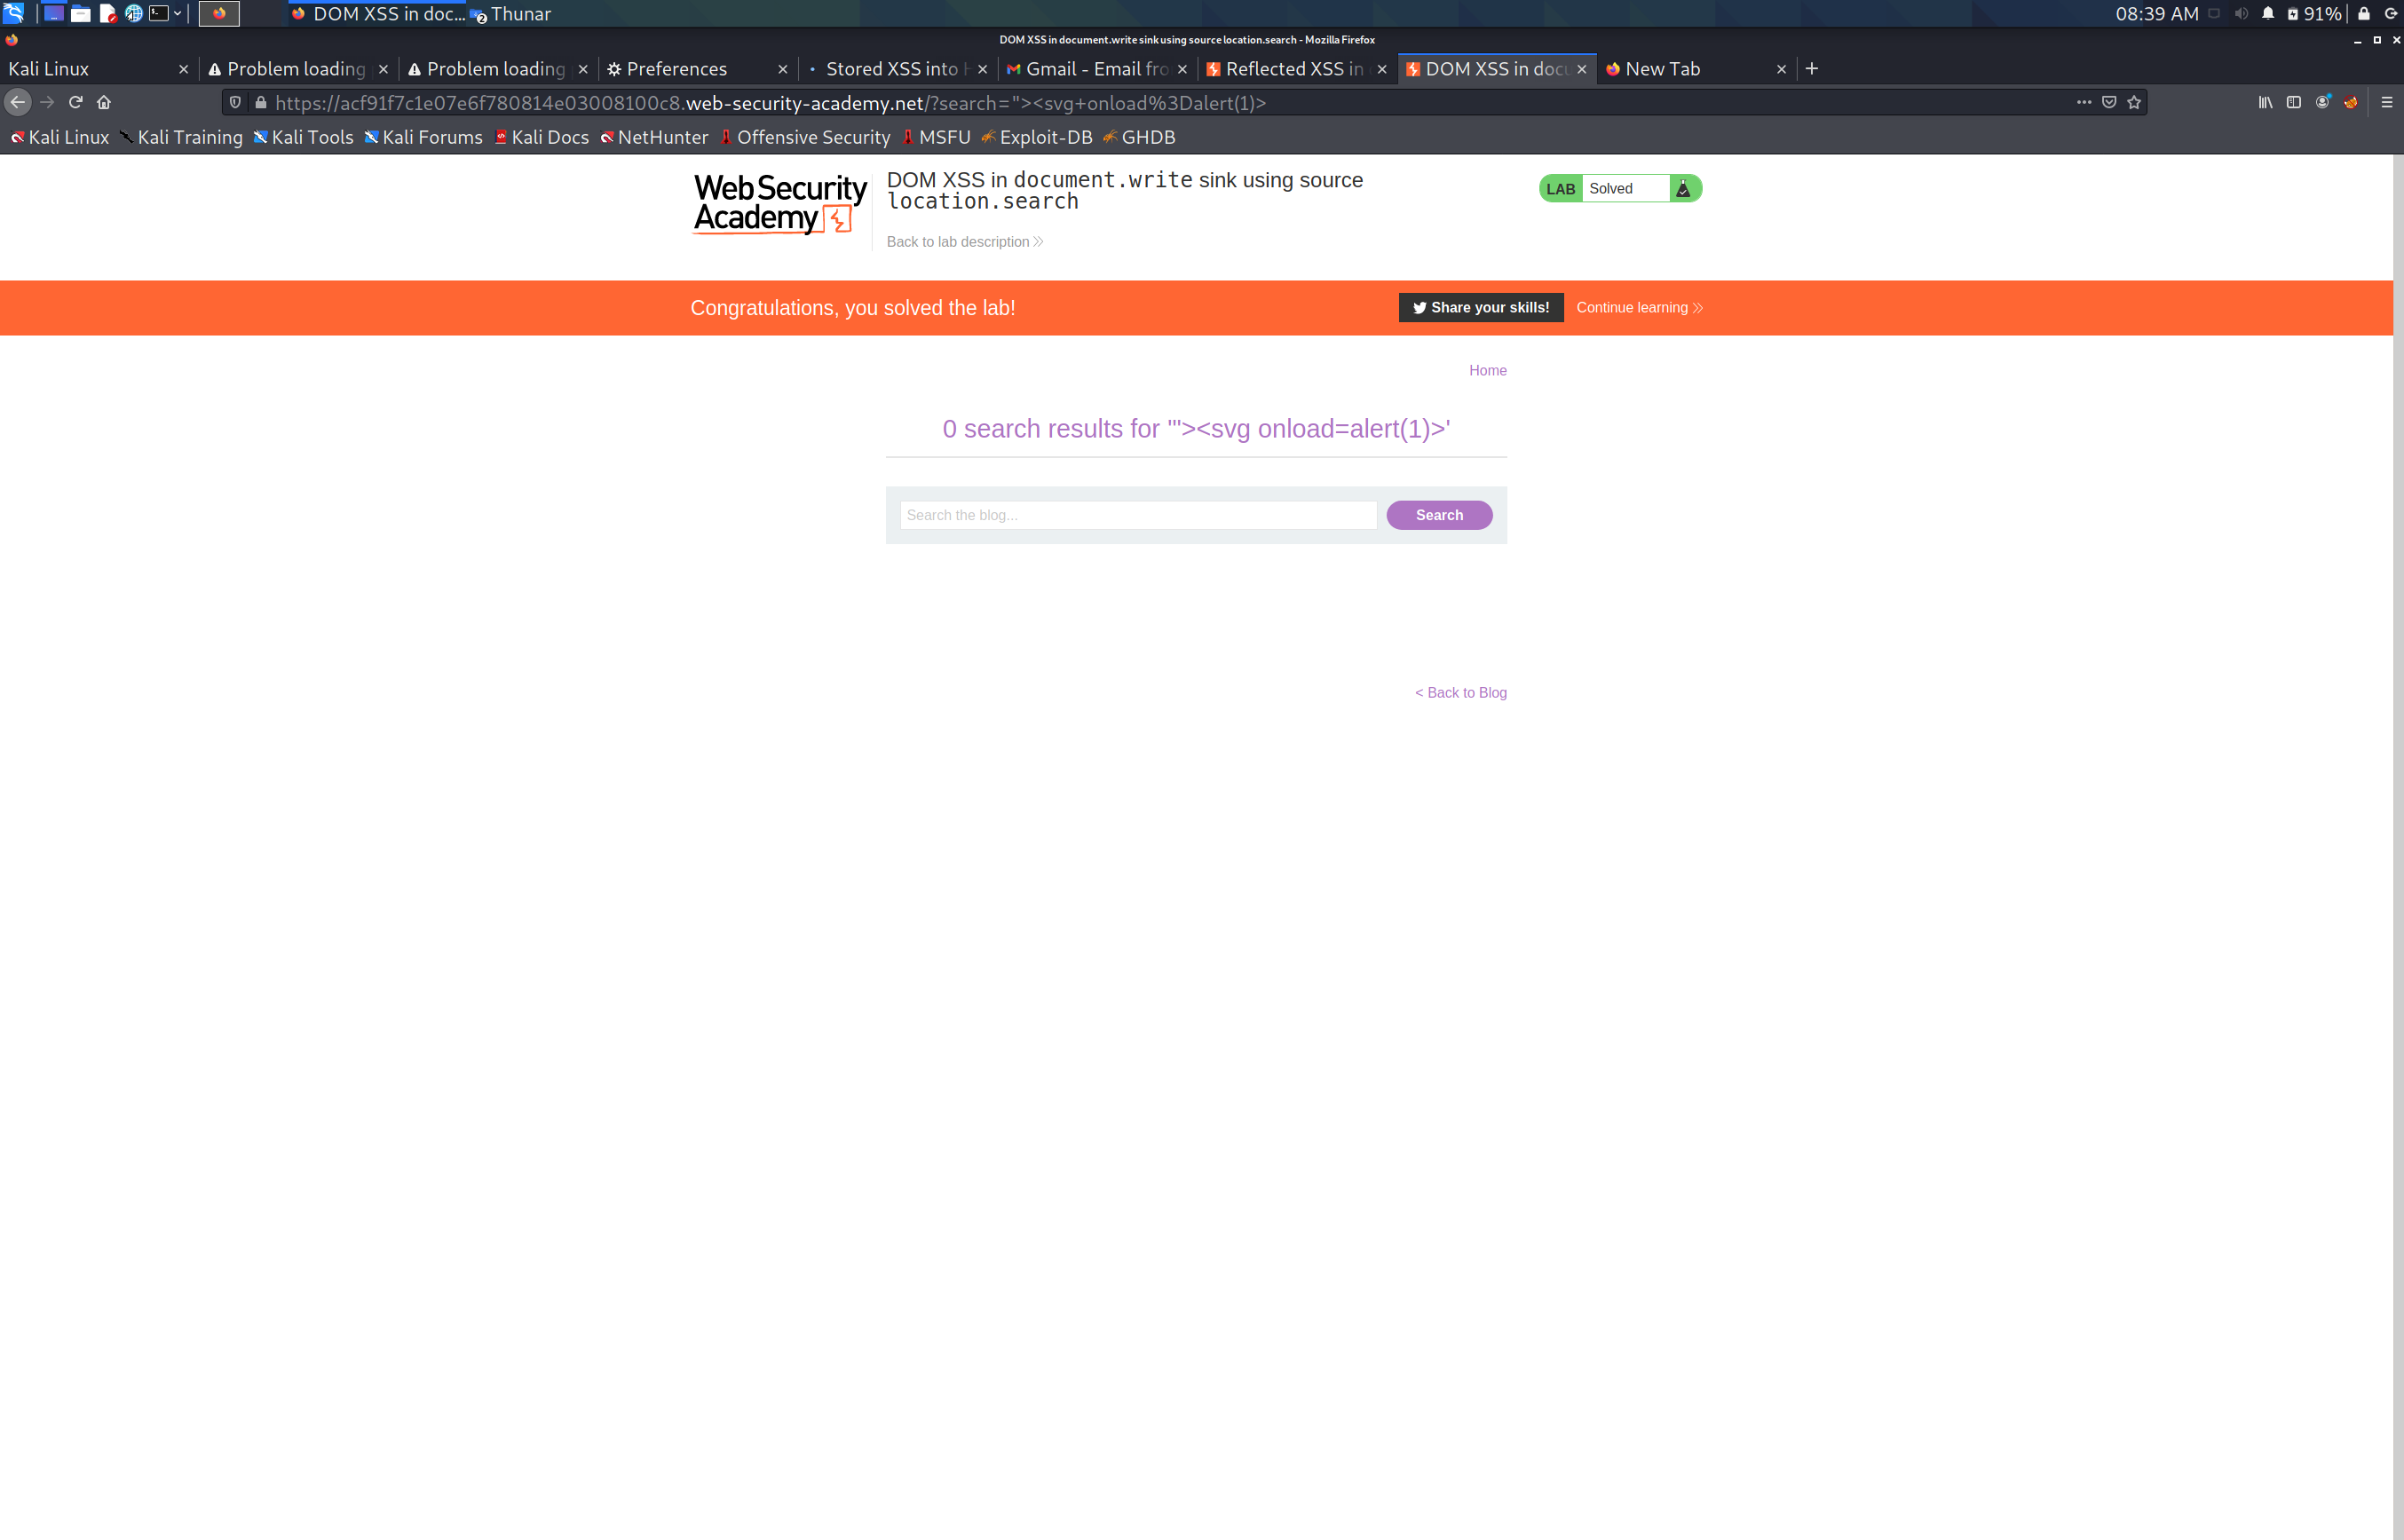 DOM XSS in doc... 2 Thunar 08:39 AM 91%
DOM XSS in document.write sink using source location.search - Mozilla Firefox
Kali Linux Problem loading Problem loading Preferences Stored XSS into Gmail - Email fro Reflected XSS in DOM XSS in docu New Tab
https://acf91f7c1e07e6f780814e03008100c8.web-security-academy.net/?search="><svg+onload%3Dalert(1)>
Kali Linux Kali Training Kali Tools Kali Forums Kali Docs NetHunter Offensive Security MSFU Exploit-DB GHDB
Web Security
Academy
DOM XSS in document.write sink using source
location.search
LAB Solved
Back to lab description
Congratulations, you solved the lab! Share your skills! Continue learning
Home
0 search results for '"><svg onload=alert(1)>'
Search the blog... Search
< Back to Blog